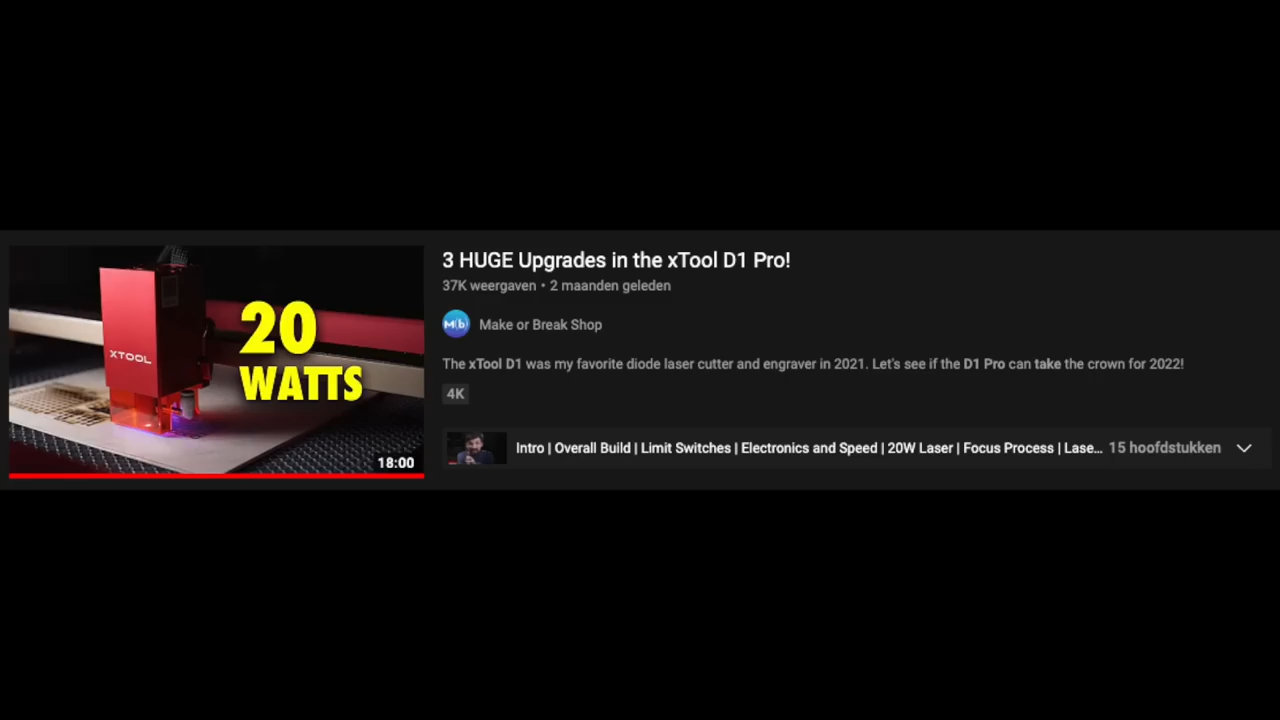 XTOOL
20
WATTS
18:00
3 HUGE Upgrades in the xTool D1 Pro!
37K weergaven • 2 maanden geleden
M(b)
Make or Break Shop
The xTool D1 was my favorite diode laser cutter and engraver in 2021. Let's see if the D1 Pro can take the crown for 2022!
4K
Intro | Overall Build | Limit Switches | Electronics and Speed | 20W Laser | Focus Process | Lase... 15 hoofdstukken